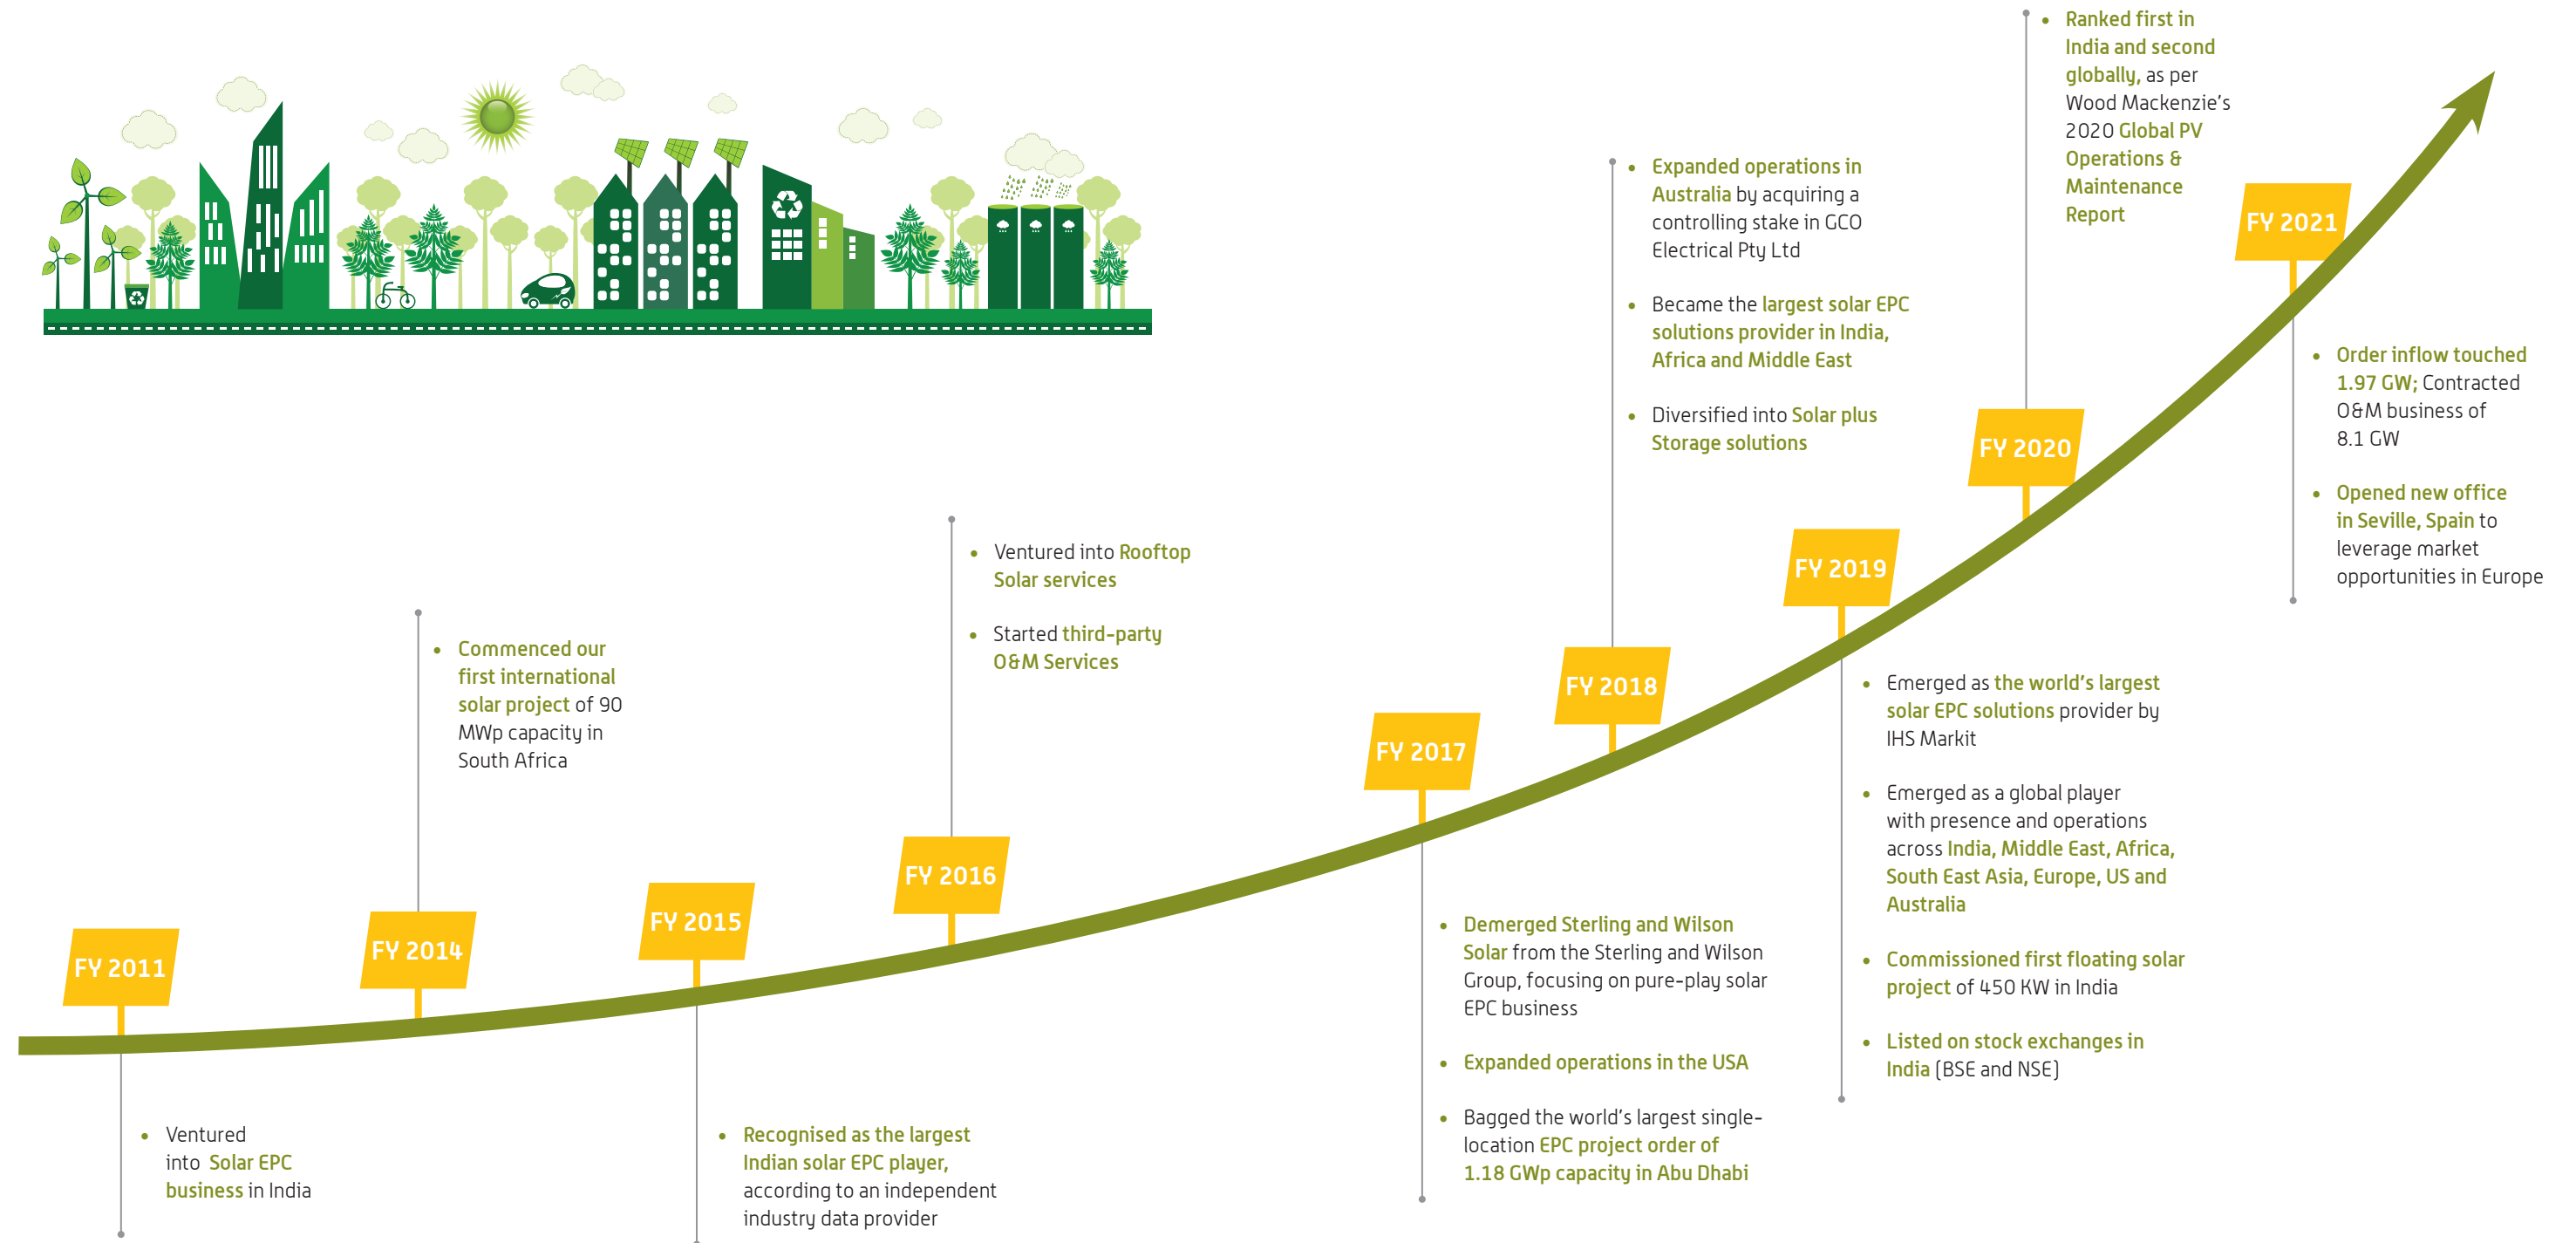 FY 2011
• Ventured
into Solar EPC
business in India
FY 2014
• Commenced our
first international
solar project of 90
MWp capacity in
South Africa
FY 2015
• Recognised as the largest
Indian solar EPC player,
according to an independent
industry data provider
FY 2016
• Ventured into Rooftop
Solar services
• Started third-party
O&M Services
FY 2017
• Demerged Sterling and Wilson
Solar from the Sterling and Wilson
Group, focusing on pure-play solar
EPC business
• Expanded operations in the USA
• Bagged the world's largest single-
location EPC project order of
1.18 GWp capacity in Abu Dhabi
FY 2018
• Expanded operations in
Australia by acquiring a
controlling stake in GCO
Electrical Pty Ltd
• Became the largest solar EPC
solutions provider in India,
Africa and Middle East
• Diversified into Solar plus
Storage solutions
FY 2019
• Emerged as the world's largest
solar EPC solutions provider by
IHS Markit
• Emerged as a global player
with presence and operations
across India, Middle East, Africa,
South East Asia, Europe, US and
Australia
• Commissioned first floating solar
project of 450 KW in India
• Listed on stock exchanges in
India (BSE and NSE)
FY 2020
• Ranked first in
India and second
globally, as per
Wood Mackenzie's
2020 Global PV
Operations &
Maintenance
Report
FY 2021
• Order inflow touched
1.97 GW; Contracted
O&M business of
8.1 GW
• Opened new office
in Seville, Spain to
leverage market
opportunities in Europe